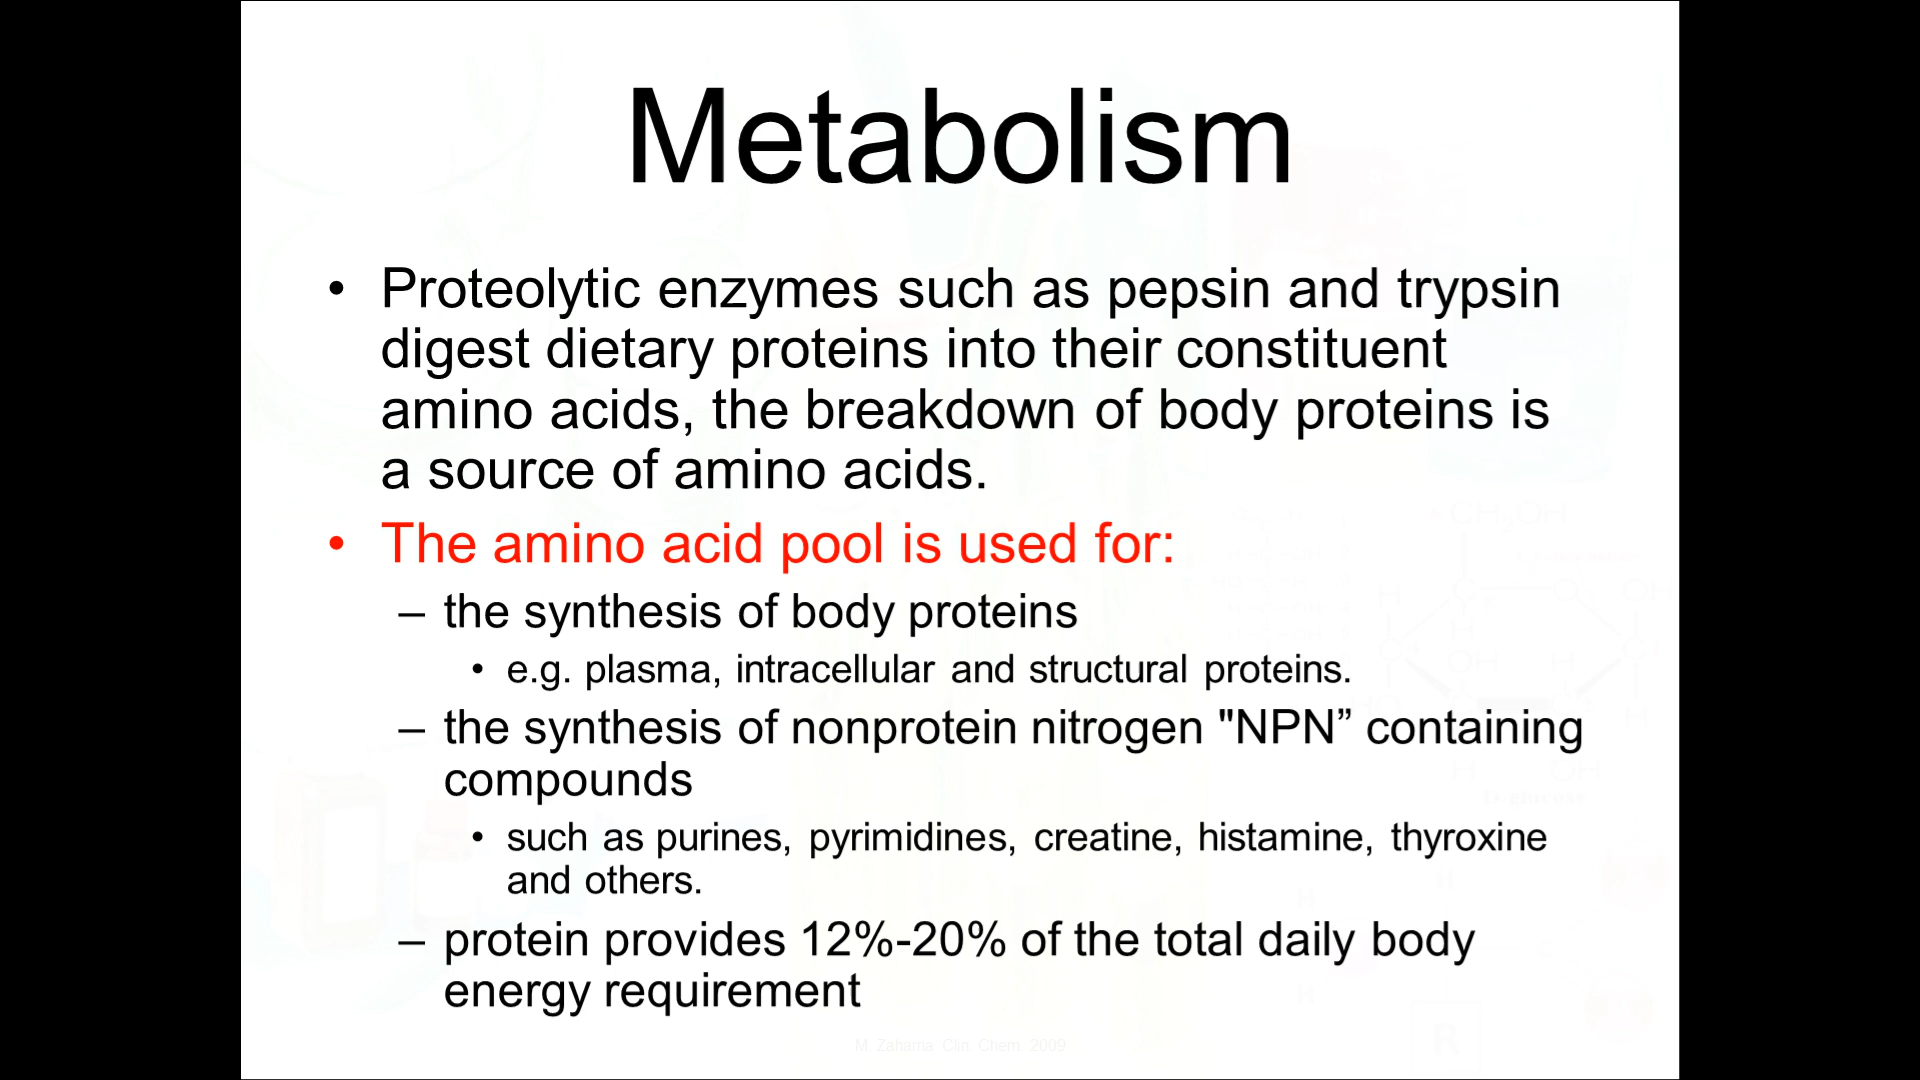 Metabolism
• Proteolytic enzymes such as pepsin and trypsin
digest dietary proteins into their constituent
amino acids, the breakdown of body proteins is
a source of amino acids.
• The amino acid pool is used for:
– the synthesis of body proteins
• e.g. plasma, intracellular and structural proteins.
– the synthesis of nonprotein nitrogen "NPN” containing
compounds
• such as purines, pyrimidines, creatine, histamine, thyroxine
and others.
– protein provides 12%-20% of the total daily body
energy requirement
M. Zaharna Clin. Chem. 2009